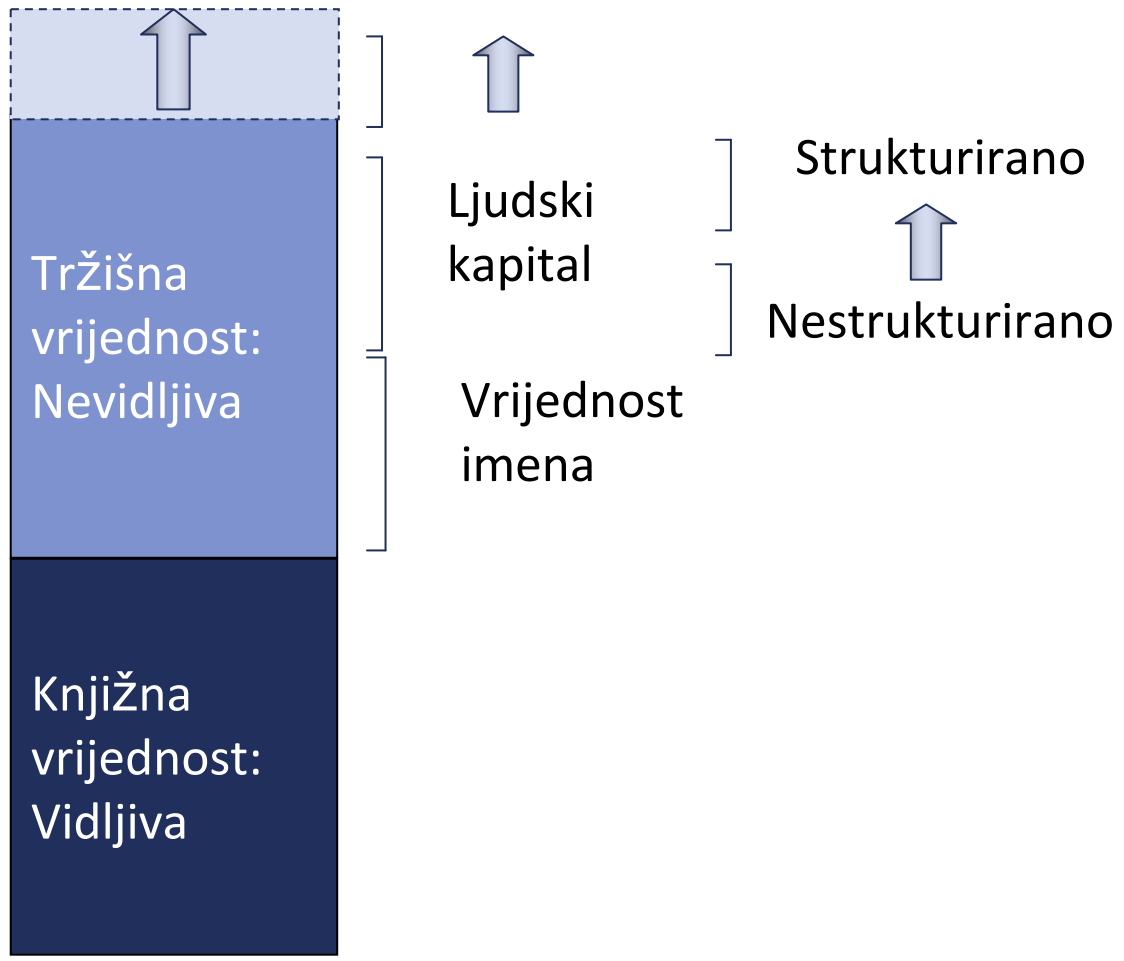 Tržišna
vrijednost:
Nevidljiva
Ljudski
kapital
Vrijednost
imena
Strukturirano
Nestrukturirano
Knjižna
vrijednost:
Vidljiva